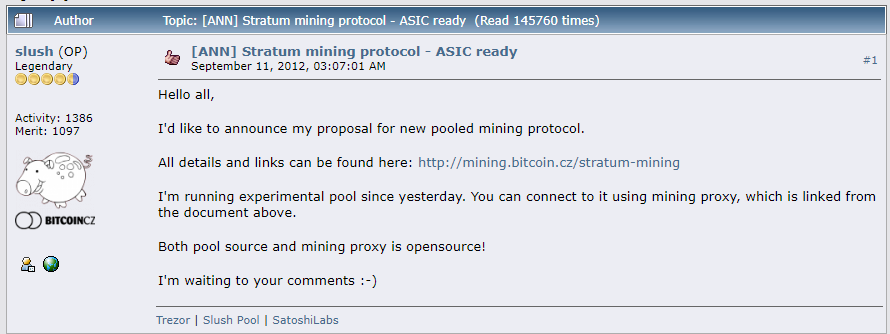 Author
Topic: [ANN] Stratum mining protocol - ASIC ready (Read 145760 times)
slush (OP)
Legendary
Activity: 1386
Merit: 1097
BITCOINCZ
[ANN] Stratum mining protocol - ASIC ready
September 11, 2012, 03:07:01 AM
#1
Hello all,
I'd like to announce my proposal for new pooled mining protocol.
All details and links can be found here: http://mining.bitcoin.cz/stratum-mining
I'm running experimental pool since yesterday. You can connect to it using mining proxy, which is linked from
the document above.
Both pool source and mining proxy is opensource!
I'm waiting to your comments :-)
Trezor | Slush Pool | SatoshiLabs